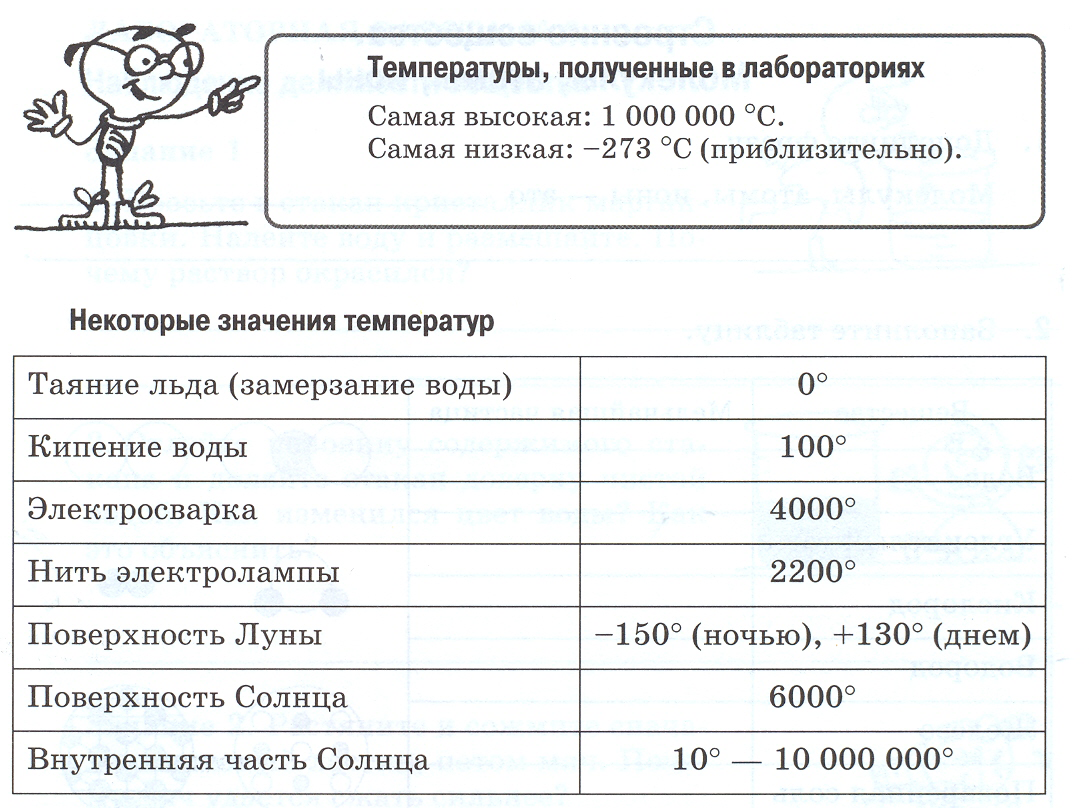 Температуры, полученные в лабораториях
Самая высокая: 1 000 000 °С.
Самая низкая: −273 °С (приблизительно).
Некоторые значения температур
Таяние льда (замерзание воды) 0°
Кипение воды 100°
Электросварка 4000°
Нить электролампы 2200°
Поверхность Луны −150° (ночью), +130° (днем)
Поверхность Солнца 6000°
Внутренняя часть Солнца 10° — 10 000 000°